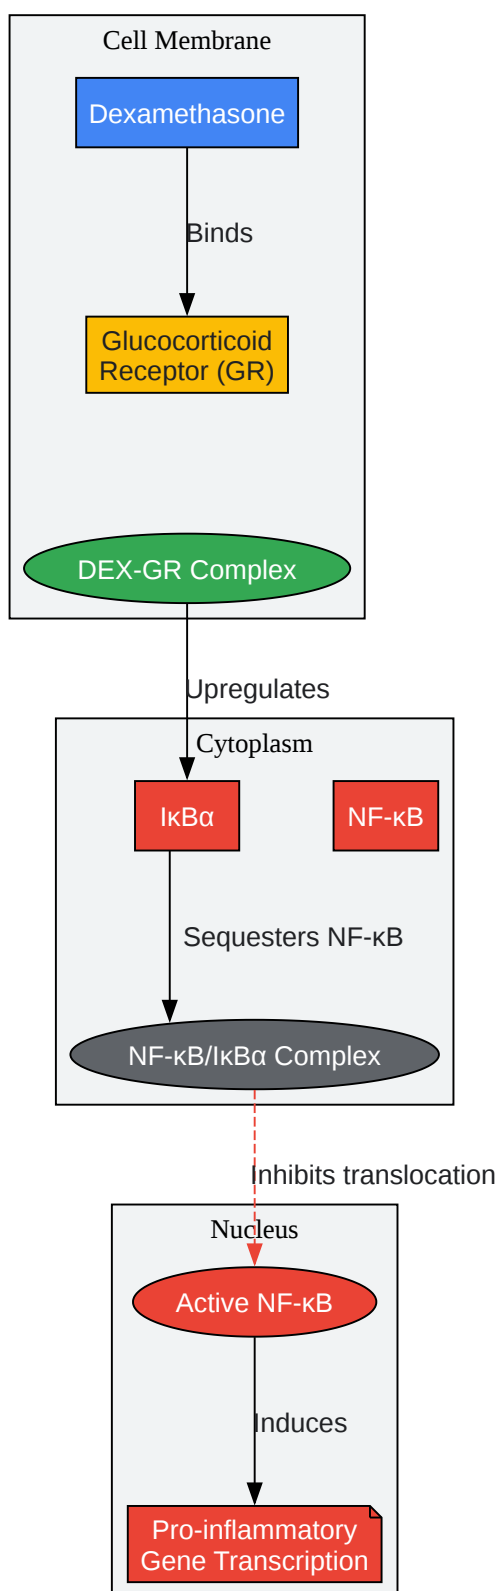 Cell Membrane
Dexamethasone
Binds
Glucocorticoid
Receptor (GR)
DEX-GR Complex
Upregulates
Cytoplasm
IκBα
NF-κB
Sequesters NF-κB
NF-κB/IκBα Complex
Inhibits translocation
Nucleus
Active NF-κB
Induces
Pro-inflammatory
Gene Transcription